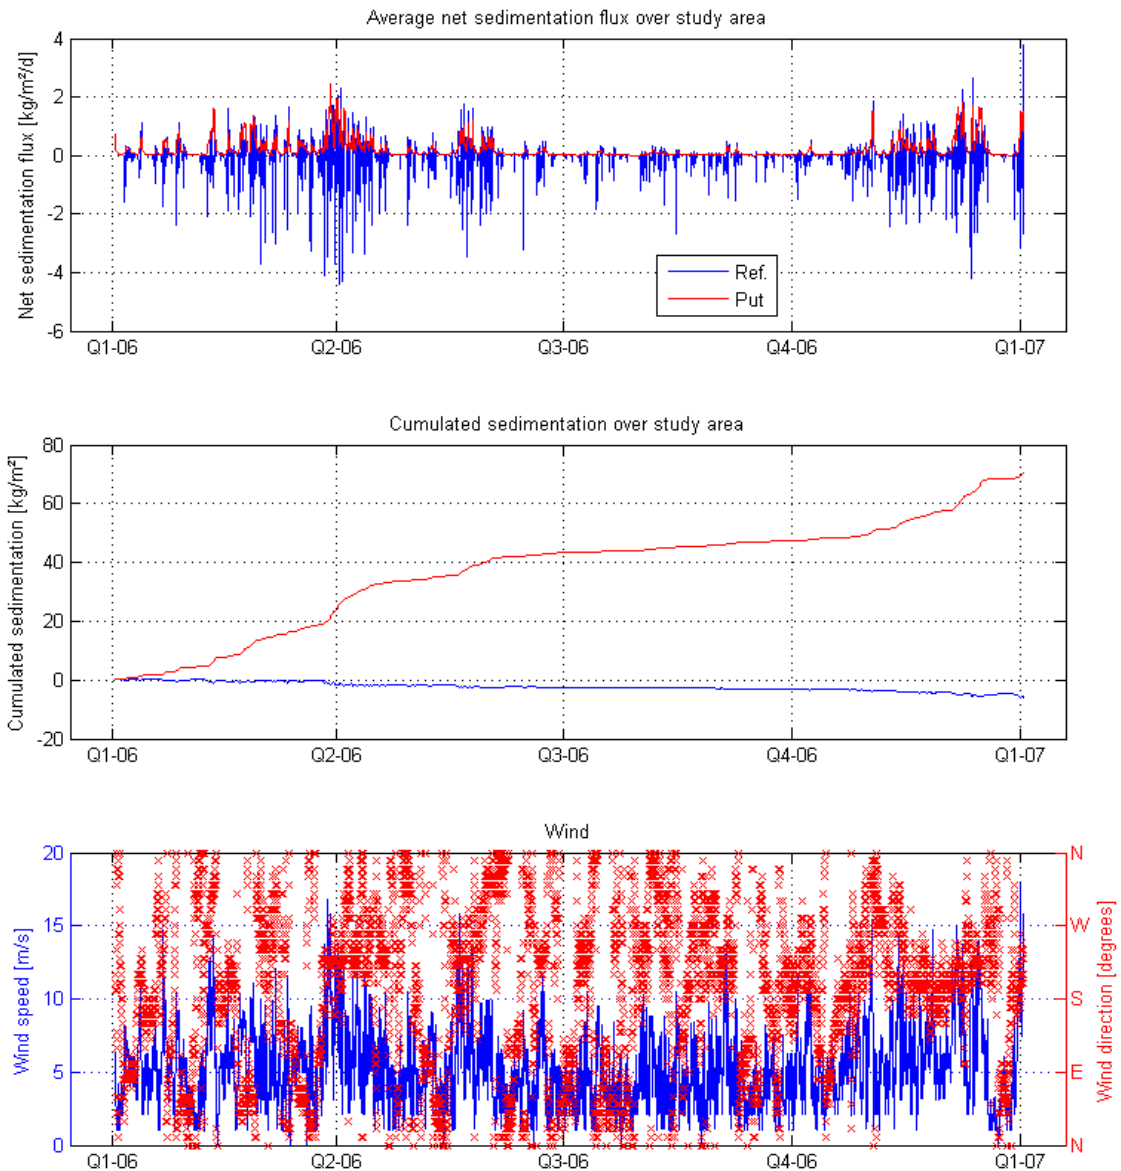 Average net sedimentation flux over study area
Net sedimentation flux [kg/m²/d]
4
2
0
-2
-4
-6
Ref.
Put
Q1-06 Q2-06 Q3-06 Q4-06 Q1-07
Cumulated sedimentation over study area
Cumulated sedimentation [kg/m²]
80
60
40
20
0
-20
Q1-06 Q2-06 Q3-06 Q4-06 Q1-07
Wind
Wind speed [m/s]
20
15
10
5
0
N
W
S
E
N
Wind direction [degrees]
Q1-06 Q2-06 Q3-06 Q4-06 Q1-07